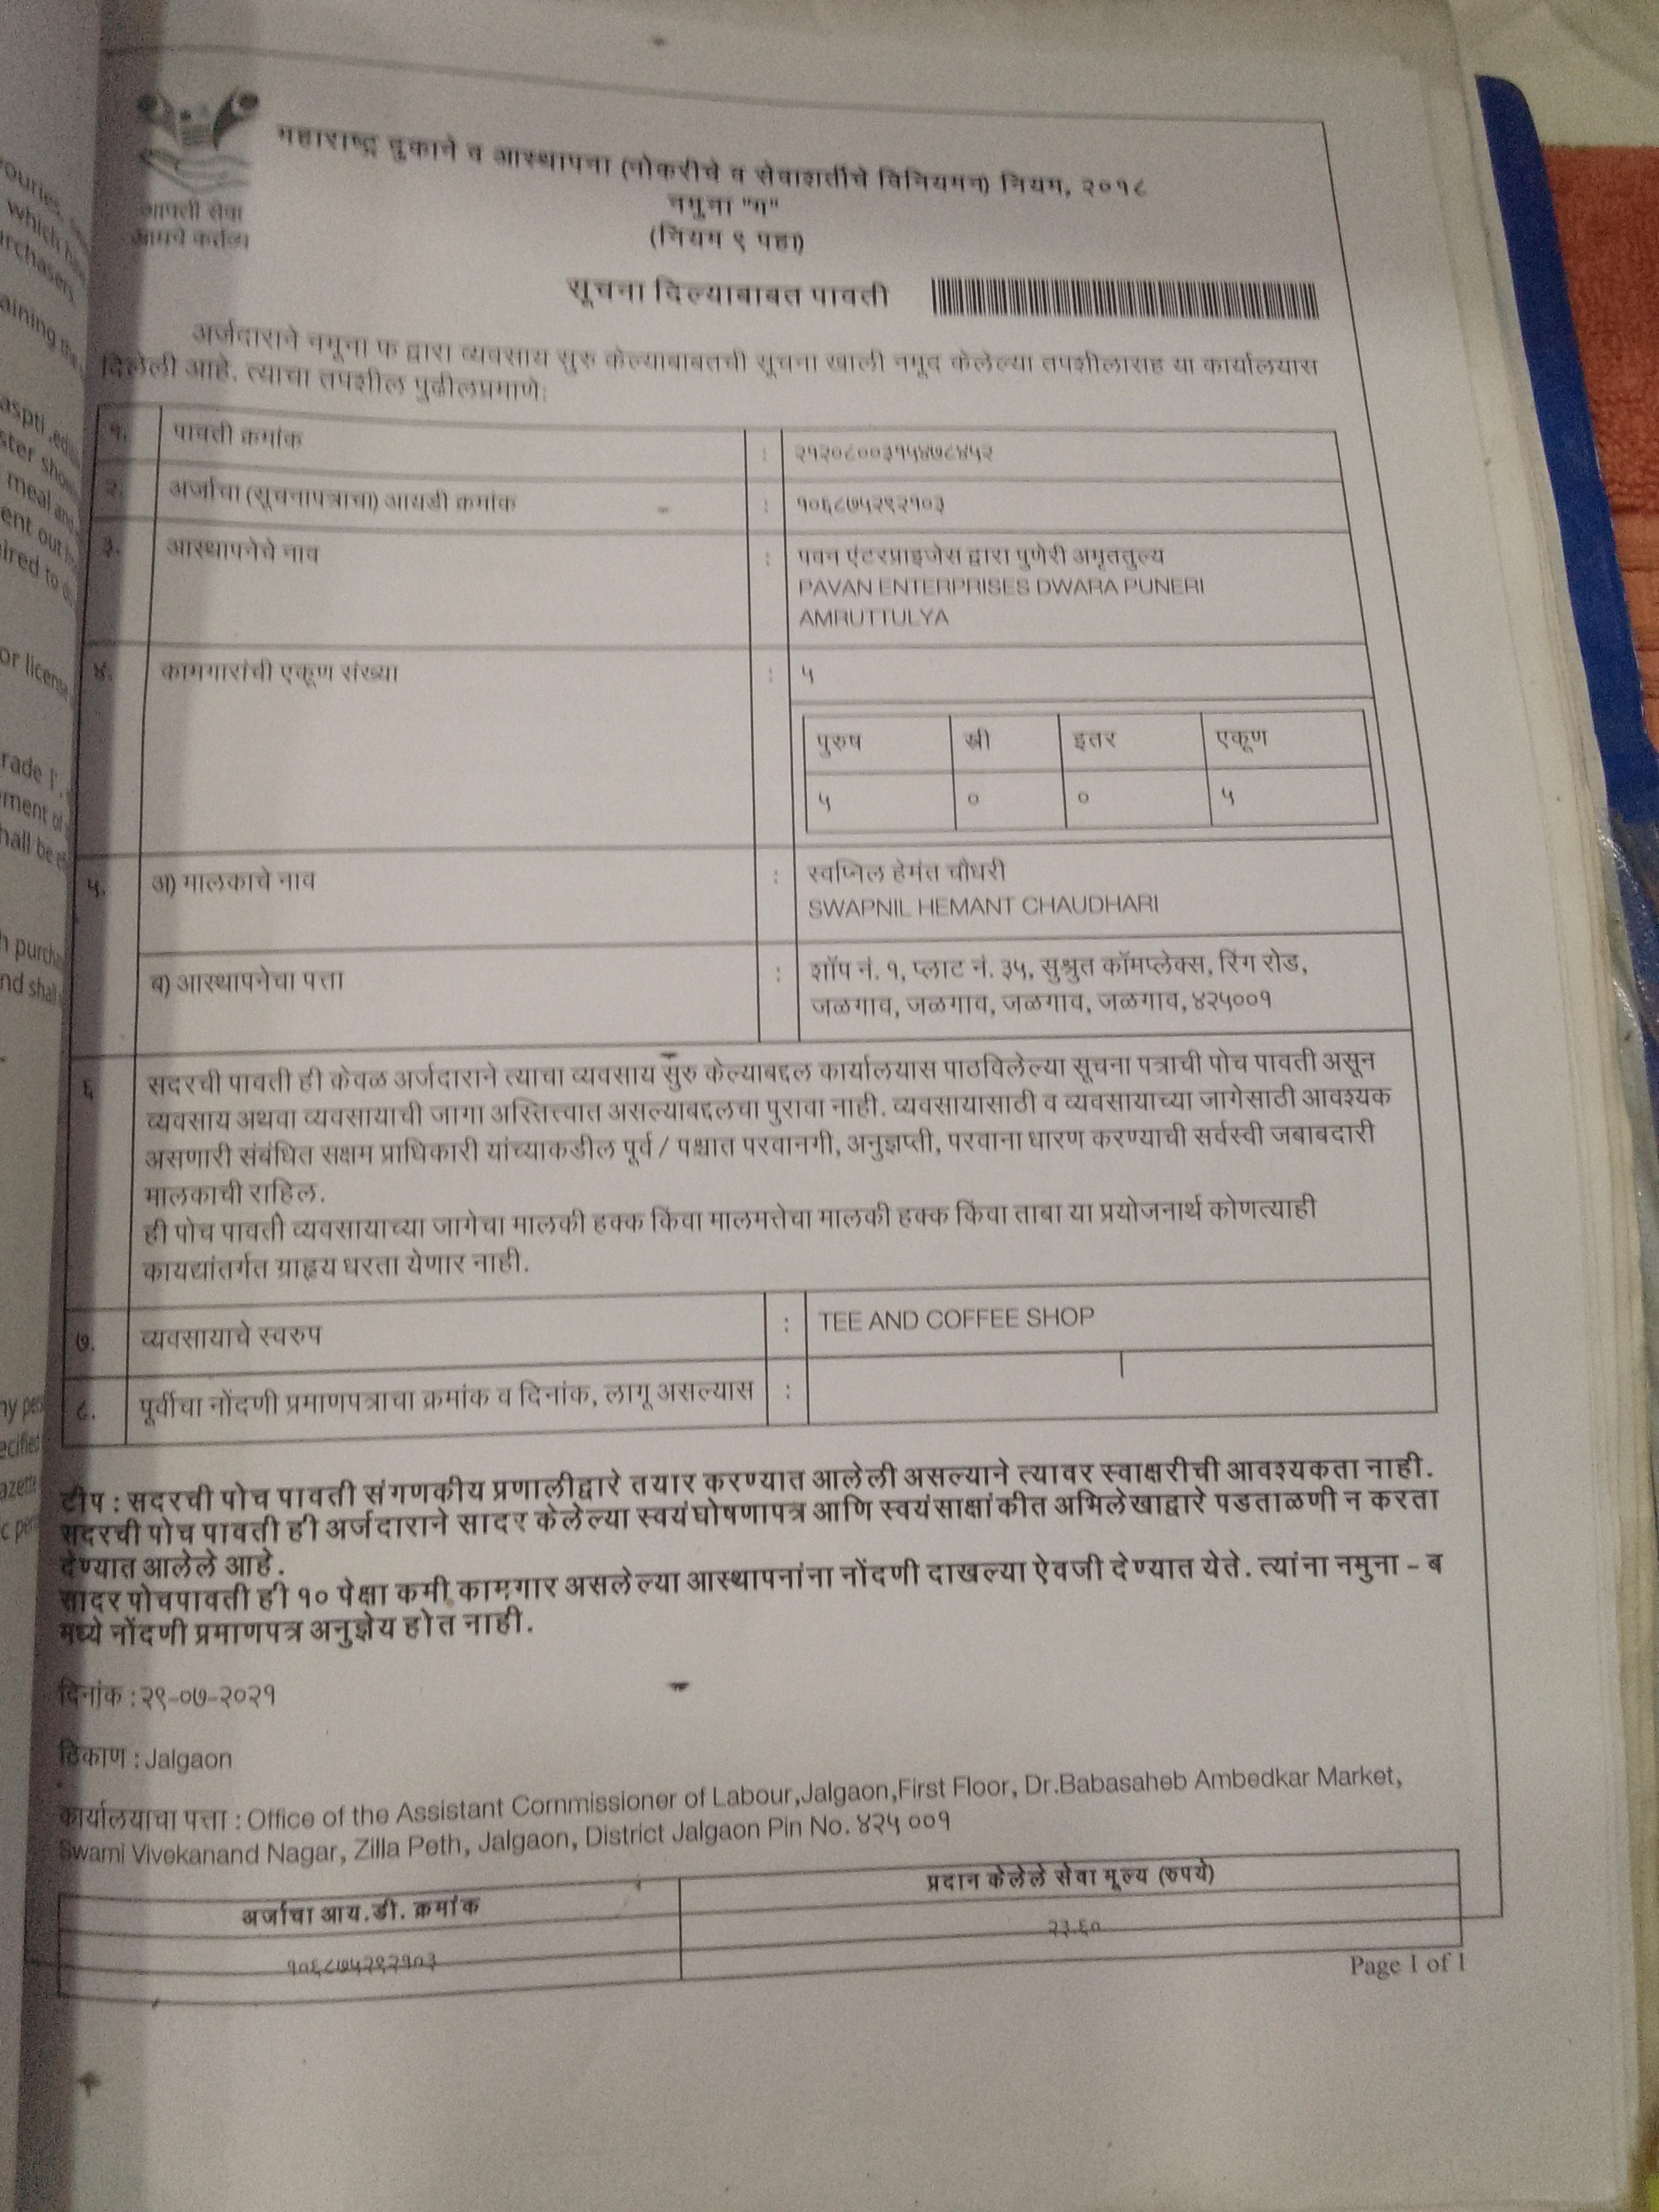 आपली सेवा
आमचे कर्तव्य
महाराष्ट्र दुकाने व आस्थापना (नोकरीचे व सेवाशर्तीचे विनियमन) नियम, २०१८
नमुना "ग"
(नियम ९ पहा)
सूचना दिल्याबाबत पावती
अर्जदाराने नमूना फ द्वारा व्यवसाय सुरु केल्याबाबतची सूचना खाली नमूद केलेल्या तपशीलासह या कार्यालयास
दिलेली आहे. त्याचा तपशील पुढीलप्रमाणे:
१. पावती क्रमांक : २१२०८००३१५४७८४५२
२. अर्जाचा (सूचनापत्राचा) आयडी क्रमांक : १०६८७५२९२१०३
३. आस्थापनेचे नाव : पवन एंटरप्राइजेस द्वारा पुणेरी अमृततुल्य
PAVAN ENTERPRISES DWARA PUNERI
AMRUTTULYA
४. कामगारांची एकूण संख्या : ५
पुरुष स्त्री इतर एकूण
५ ० ० ५
५. अ) मालकाचे नाव : स्वप्निल हेमंत चौधरी
SWAPNIL HEMANT CHAUDHARI
ब) आस्थापनेचा पत्ता : शॉप नं. १, प्लाट नं. ३५, सुश्रुत कॉमप्लेक्स, रिंग रोड,
जळगाव, जळगाव, जळगाव, जळगाव, ४२५००१
६ सदरची पावती ही केवळ अर्जदाराने त्याचा व्यवसाय सुरु केल्याबद्दल कार्यालयास पाठविलेल्या सूचना पत्राची पोच पावती असून
व्यवसाय अथवा व्यवसायाची जागा अस्तित्वात असल्याबद्दलचा पुरावा नाही. व्यवसायासाठी व व्यवसायाच्या जागेसाठी आवश्यक
असणारी संबंधित सक्षम प्राधिकारी यांच्याकडील पूर्व / पश्चात परवानगी, अनुज्ञप्ती, परवाना धारण करण्याची सर्वस्वी जबाबदारी
मालकाची राहिल.
ही पोच पावती व्यवसायाच्या जागेचा मालकी हक्क किंवा मालमत्तेचा मालकी हक्क किंवा ताबा या प्रयोजनार्थ कोणत्याही
कायद्यांतर्गत ग्राह्य धरता येणार नाही.
७. व्यवसायाचे स्वरुप : TEE AND COFFEE SHOP
८. पूर्वीचा नोंदणी प्रमाणपत्राचा क्रमांक व दिनांक, लागू असल्यास :
टीप : सदरची पोच पावती संगणकीय प्रणालीद्वारे तयार करण्यात आलेली असल्याने त्यावर स्वाक्षरीची आवश्यकता नाही.
सदरची पोच पावती ही अर्जदाराने सादर केलेल्या स्वयंघोषणापत्र आणि स्वयंसाक्षांकीत अभिलेखाद्वारे पडताळणी न करता
देण्यात आलेले आहे.
सादर पोचपावती ही १० पेक्षा कमी कामगार असलेल्या आस्थापनांना नोंदणी दाखल्या ऐवजी देण्यात येते. त्यांना नमुना – ब
मध्ये नोंदणी प्रमाणपत्र अनुज्ञेय होत नाही.
दिनांक : २९-०७-२०२१
ठिकाण : Jalgaon
कार्यालयाचा पत्ता : Office of the Assistant Commissioner of Labour,Jalgaon,First Floor, Dr.Babasaheb Ambedkar Market,
Swami Vivekanand Nagar, Zilla Peth, Jalgaon, District Jalgaon Pin No. ४२५ ००१
अर्जाचा आय.डी. क्रमांक प्रदान केलेले सेवा मूल्य (रुपये)
१०६८७५२९२१०३ २३.६०
Page 1 of 1